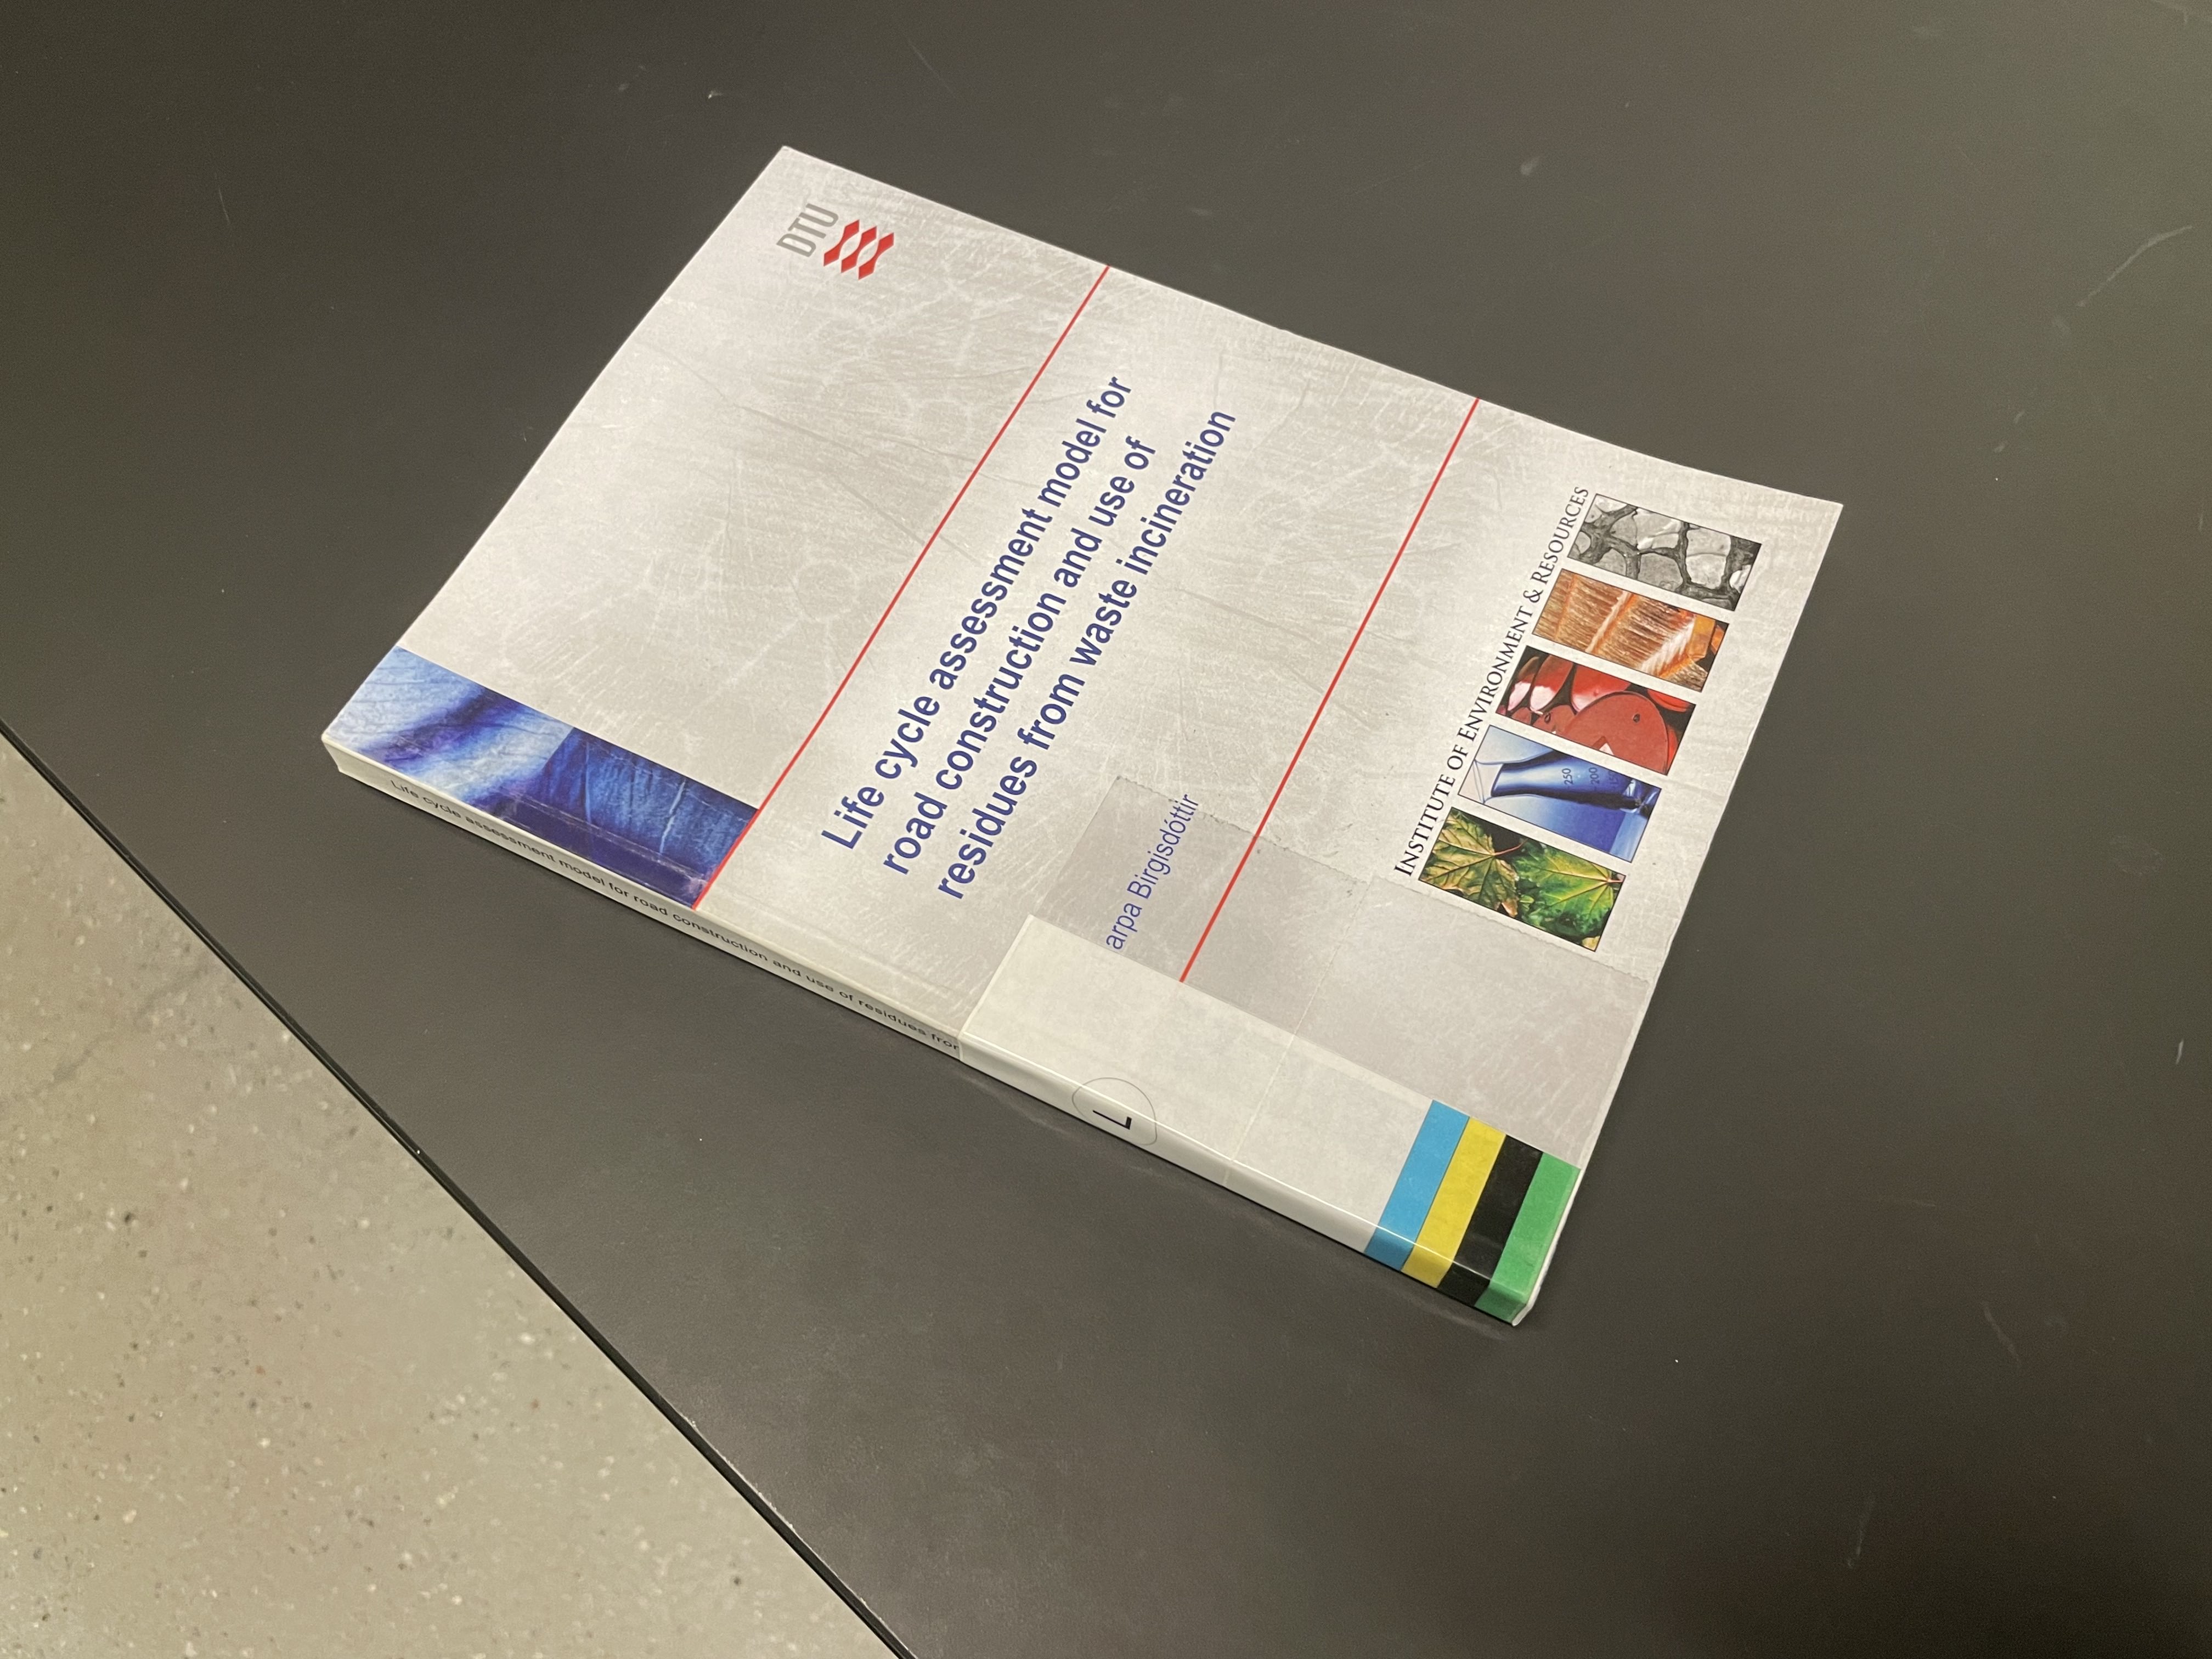 DTU
Life cycle assessment model for
road construction and use of
residues from waste incineration
arpa Birgisdóttir
INSTITUTE OF ENVIRONMENT & RESOURCES
250
200
Life cycle assessment model for road construction and use of residues fror
L